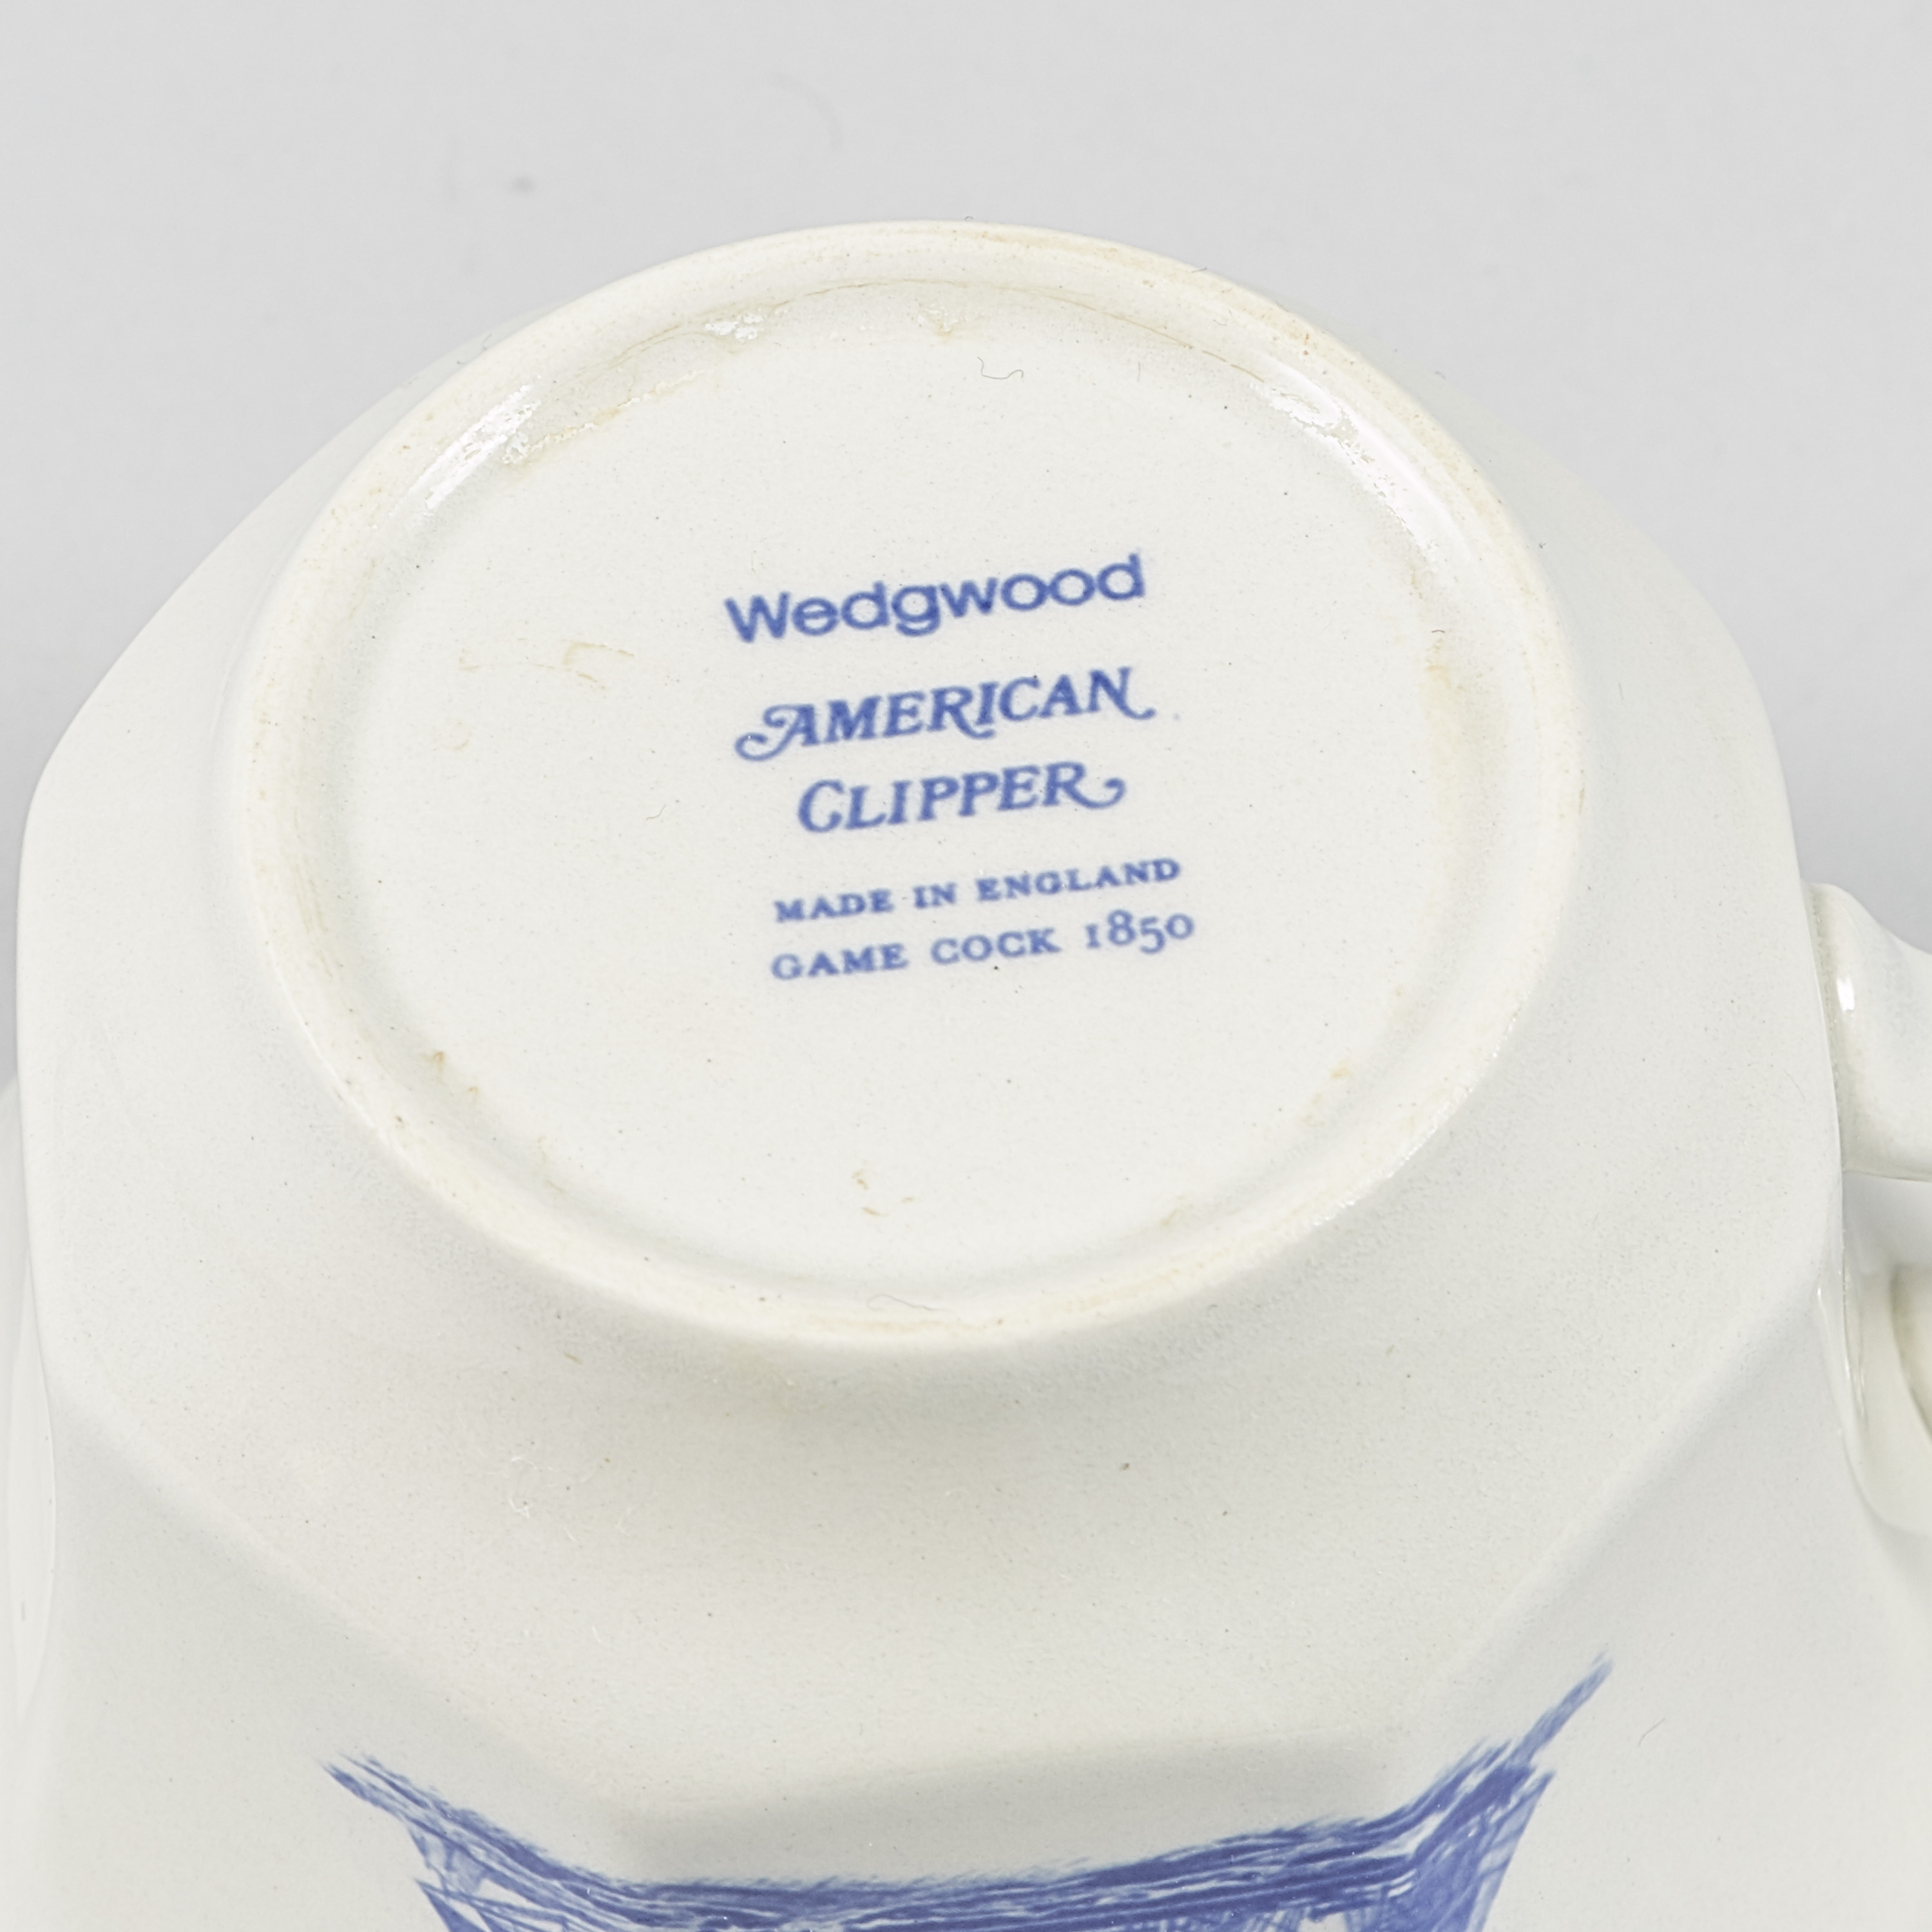 Wedgwood
AMERICAN
CLIPPER
MADE IN ENGLAND
GAME COCK 1850